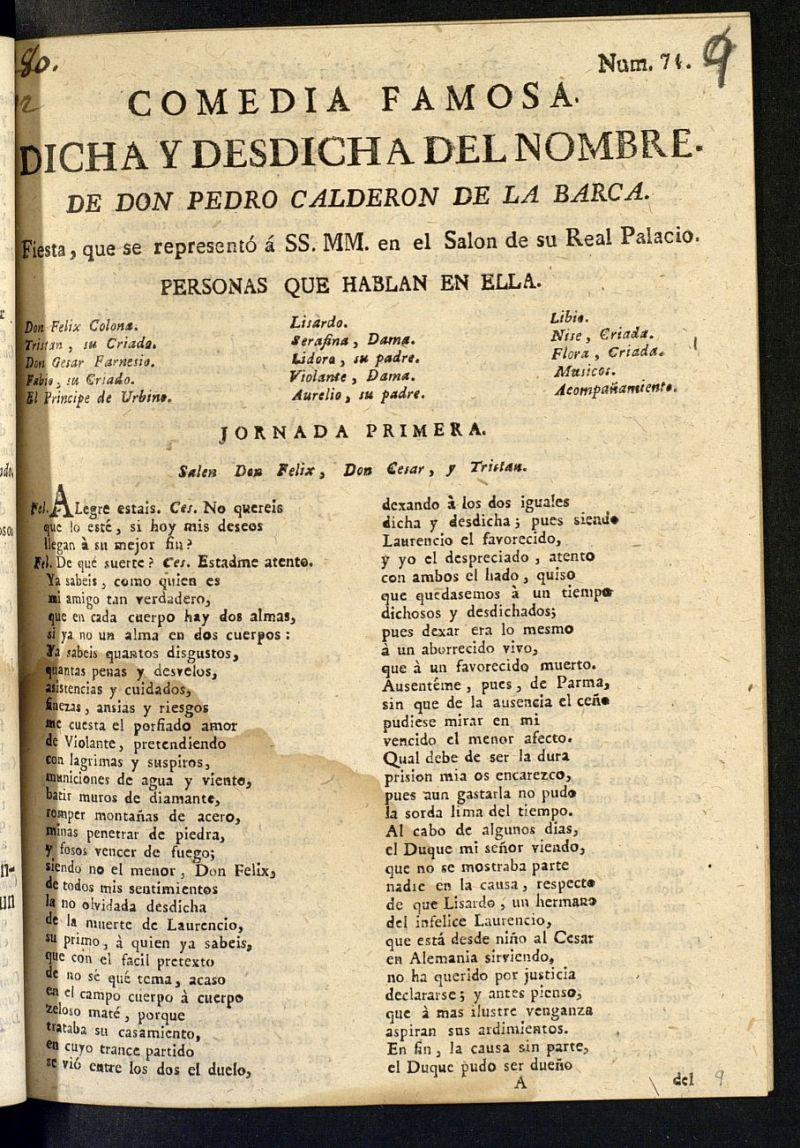 80.
Num. 74. 9
12
COMEDIA FAMOSA.
DICHA Y DESDICHA DEL NOMBRE.
DE DON PEDRO CALDERON DE LA BARCA.
Fiesta, que se representó á SS. MM. en el Salon de su Real Palacio.
PERSONAS QUE HABLAN EN ELLA.
Don Felix Colona.
Tristan, su Criado.
Don Cesar Farnesio.
Fabio, su Criado.
El Principe de Urbino.
Lisardo.
Serafina, Dama.
Lidoro, su padre.
Violante, Dama.
Aurelio, su padre.
Libio.
Nise, Criada.
Flora, Criada.
Musicos.
Acompañamiento.
JORNADA PRIMERA.
Salen Don Felix, Don Cesar, y Tristan.
Fel. ALegre estais. Ces. No quereis
que lo esté, si hoy mis deseos
llegan à su mejor fin?
Fel. De qué suerte? Ces. Estadme atento.
Ya sabeis, como quien es
mi amigo tan verdadero,
que en cada cuerpo hay dos almas,
si ya no un alma en dos cuerpos:
Ya sabeis quantos disgustos,
quantas penas y desvelos,
asistencias y cuidados,
finezas, ansias y riesgos
me cuesta el porfiado amor
de Violante, pretendiendo
con lagrimas y suspiros,
municiones de agua y viento,
batir muros de diamante,
romper montañas de acero,
minas penetrar de piedra,
y fosos vencer de fuego;
siendo no el menor, Don Felix,
de todos mis sentimientos
la no olvidada desdicha
de la muerte de Laurencio,
su primo, à quien ya sabeis,
que con el facil pretexto
de no sé qué tema, acaso
en el campo cuerpo à cuerpo
zeloso maté, porque
trataba su casamiento,
en cuyo trance partido
se vió entre los dos el duelo,
dexando à los dos iguales
dicha y desdicha; pues siendo
Laurencio el favorecido,
y yo el despreciado, atento
con ambos el hado, quiso
que quedasemos à un tiempo
dichosos y desdichados;
pues dexar era lo mesmo
à un aborrecido vivo,
que à un favorecido muerto.
Ausentéme, pues, de Parma,
sin que de la ausencia el ceño
pudiese mirar en mi
vencido el menor afecto.
Qual debe de ser la dura
prision mia os encarezco,
pues aun gastarla no pudo
la sorda lima del tiempo.
Al cabo de algunos dias,
el Duque mi señor viendo,
que no se mostraba parte
nadie en la causa, respecto
de que Lisardo, un hermano
del infelice Laurencio,
que está desde niño al Cesar
en Alemania sirviendo,
no ha querido por justicia
declararse; y antes pienso,
que à mas ilustre venganza
aspiran sus ardimientos.
En fin, la causa sin parte,
el Duque pudo ser dueño
A
del 9